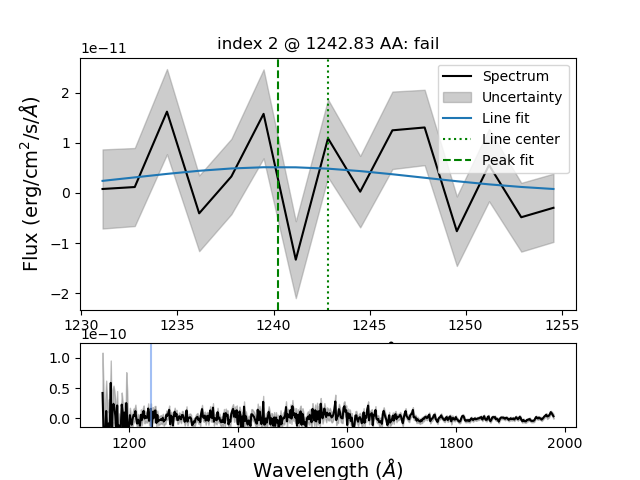 index 2 @ 1242.83 AA: fail
1e−11
Spectrum
Uncertainty
Line fit
Line center
Peak fit
Flux (erg/cm²/s/Å)
2
1
0
−1
−2
1230 1235 1240 1245 1250 1255
1e−10
1.0
0.5
0.0
1200 1400 1600 1800 2000
Wavelength (Å)